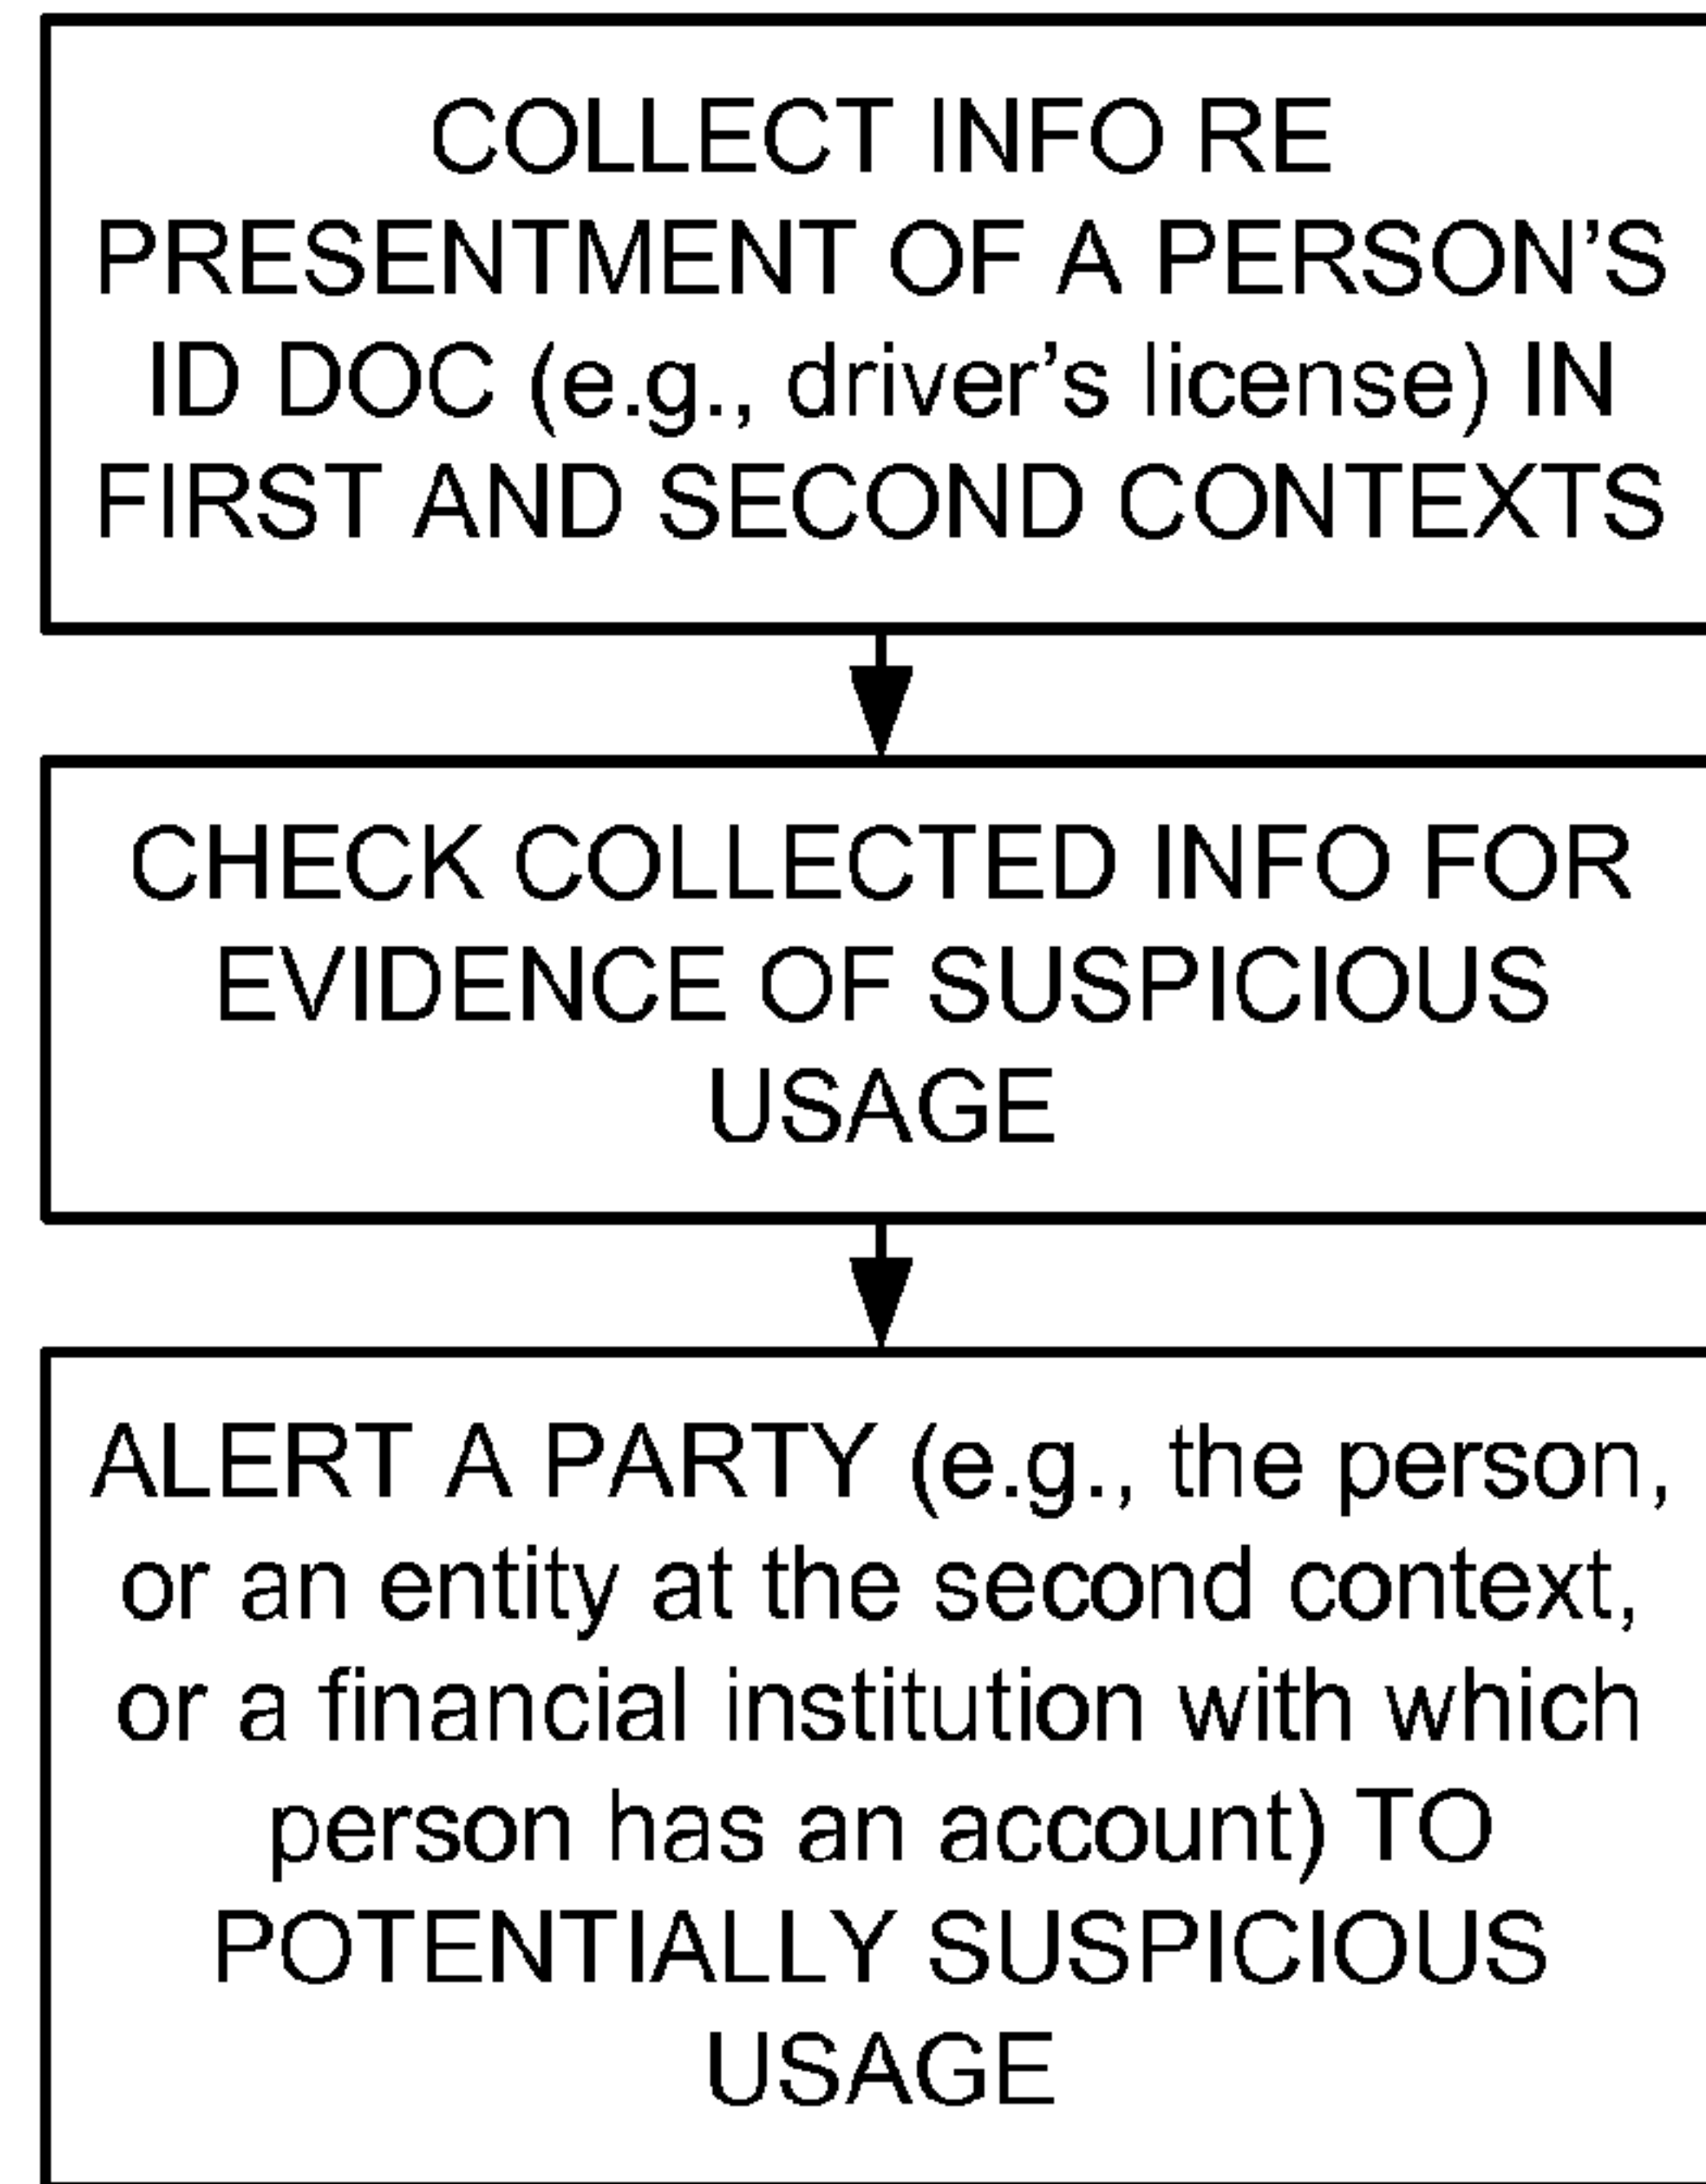 COLLECT INFO RE
PRESENTMENT OF A PERSON'S
ID DOC (e.g., driver's license) IN
FIRST AND SECOND CONTEXTS
CHECK COLLECTED INFO FOR
EVIDENCE OF SUSPICIOUS
USAGE
ALERT A PARTY (e.g., the person,
or an entity at the second context,
or a financial institution with which
person has an account) TO
POTENTIALLY SUSPICIOUS
USAGE